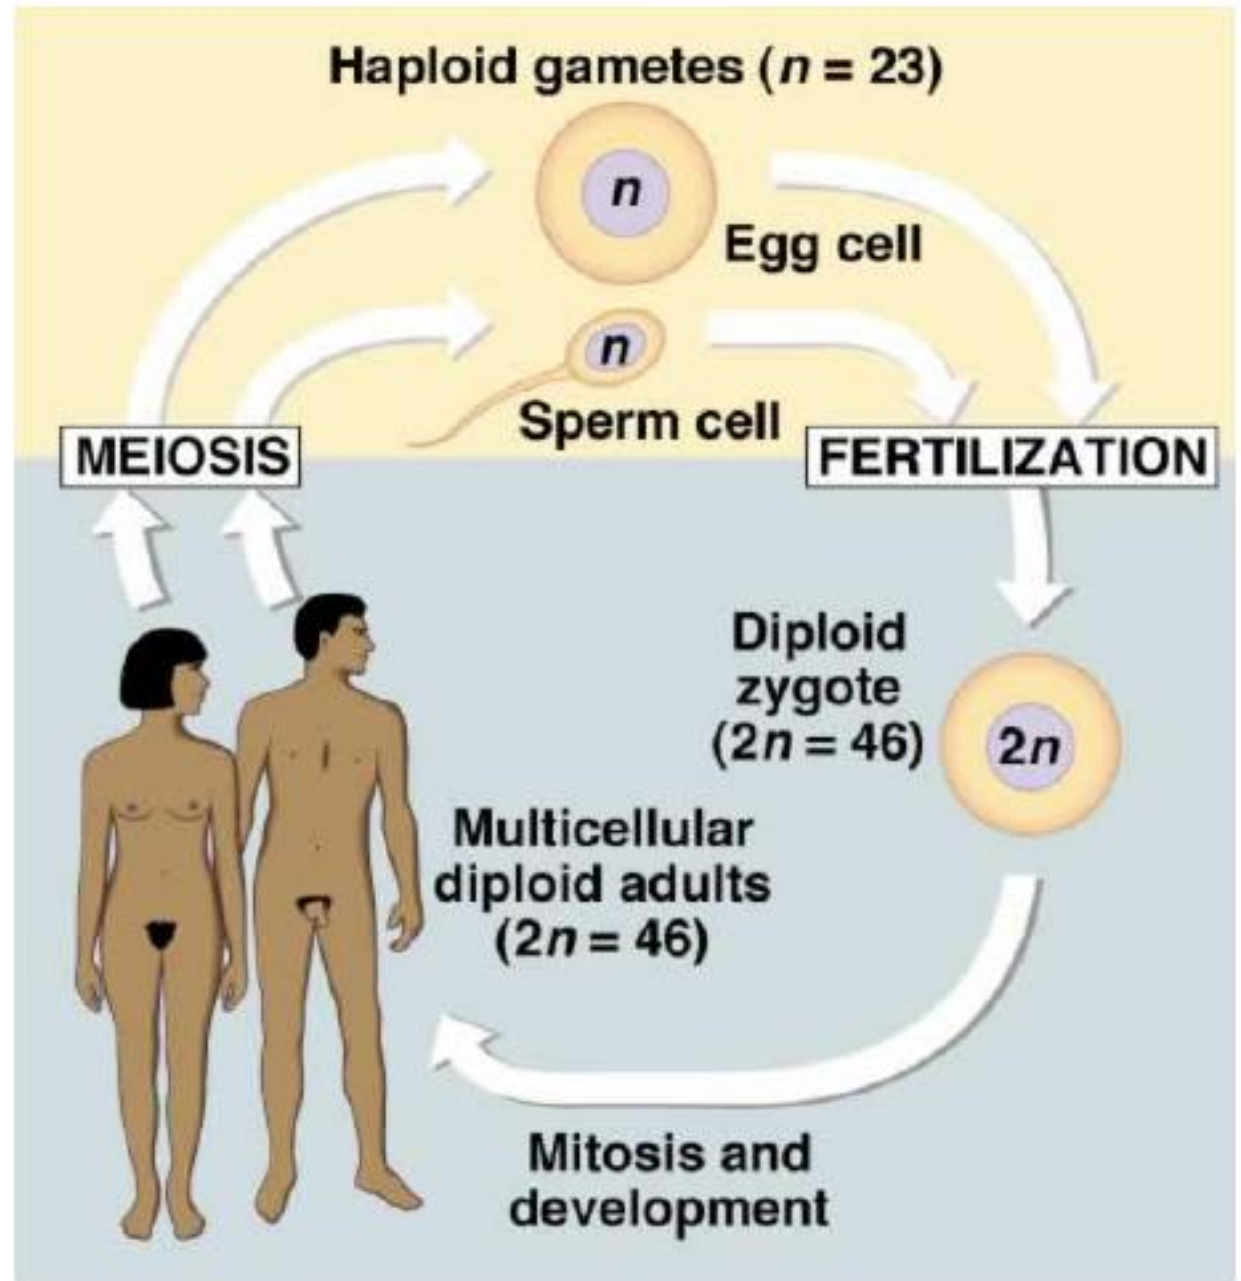 Haploid gametes (n = 23)
n
Egg cell
n
Sperm cell
MEIOSIS
FERTILIZATION
Diploid
zygote
(2n = 46)
2n
Multicellular
diploid adults
(2n = 46)
Mitosis and
development